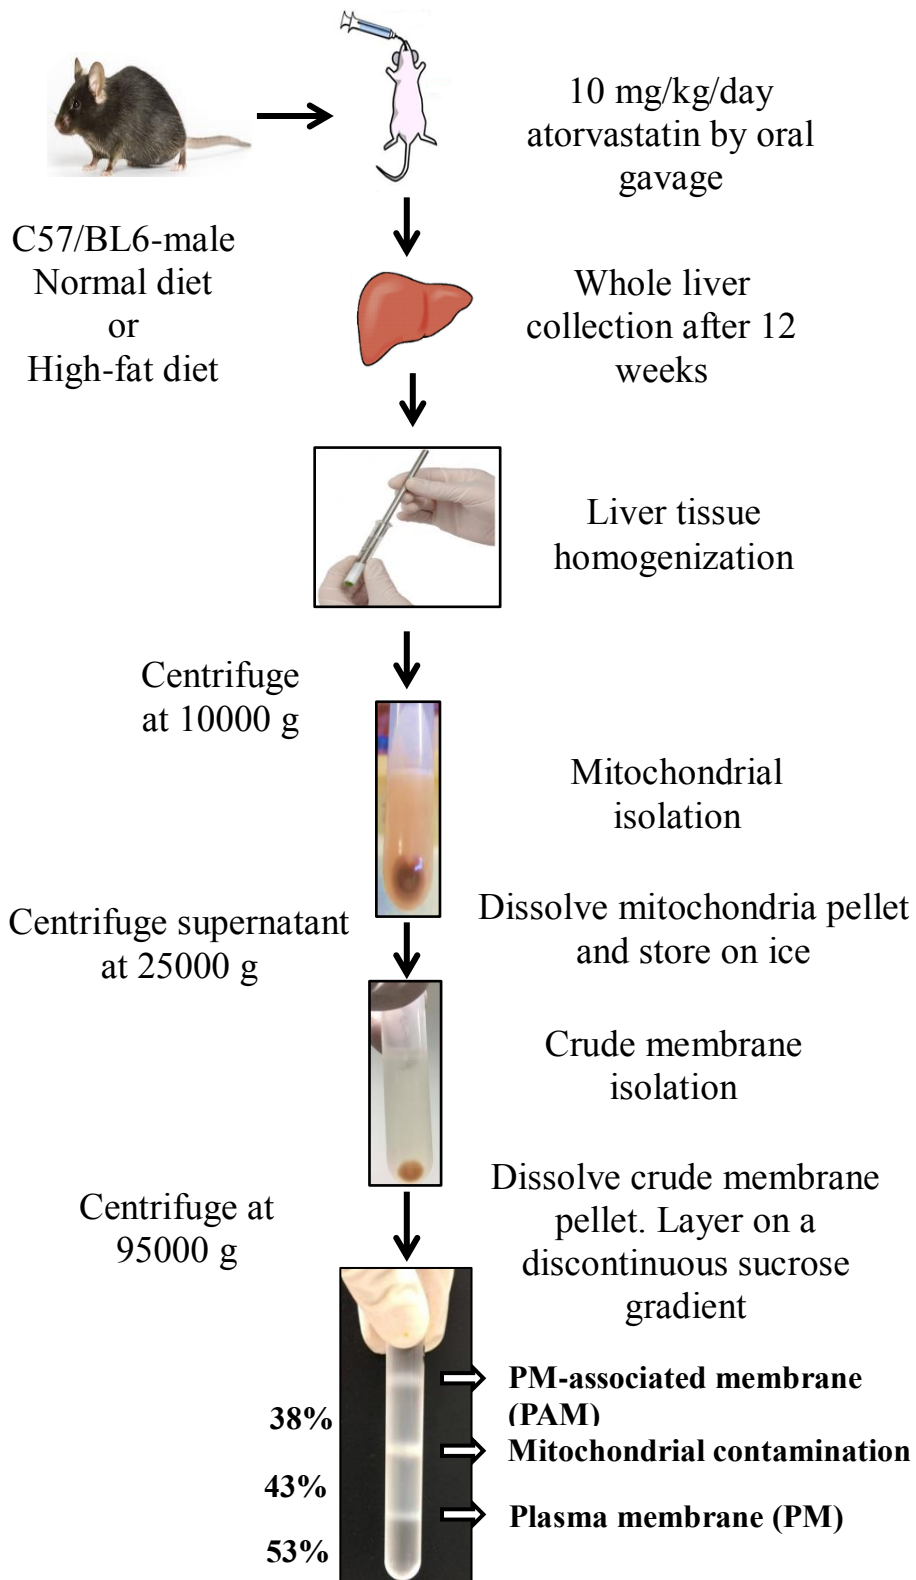 10 mg/kg/day
atorvastatin by oral
gavage
C57/BL6-male
Normal diet
or
High-fat diet
Whole liver
collection after 12
weeks
Liver tissue
homogenization
Centrifuge
at 10000 g
Mitochondrial
isolation
Centrifuge supernatant
at 25000 g
Dissolve mitochondria pellet
and store on ice
Crude membrane
isolation
Centrifuge at
95000 g
Dissolve crude membrane
pellet. Layer on a
discontinuous sucrose
gradient
PM-associated membrane
(PAM)
38%
Mitochondrial contamination
43%
Plasma membrane (PM)
53%